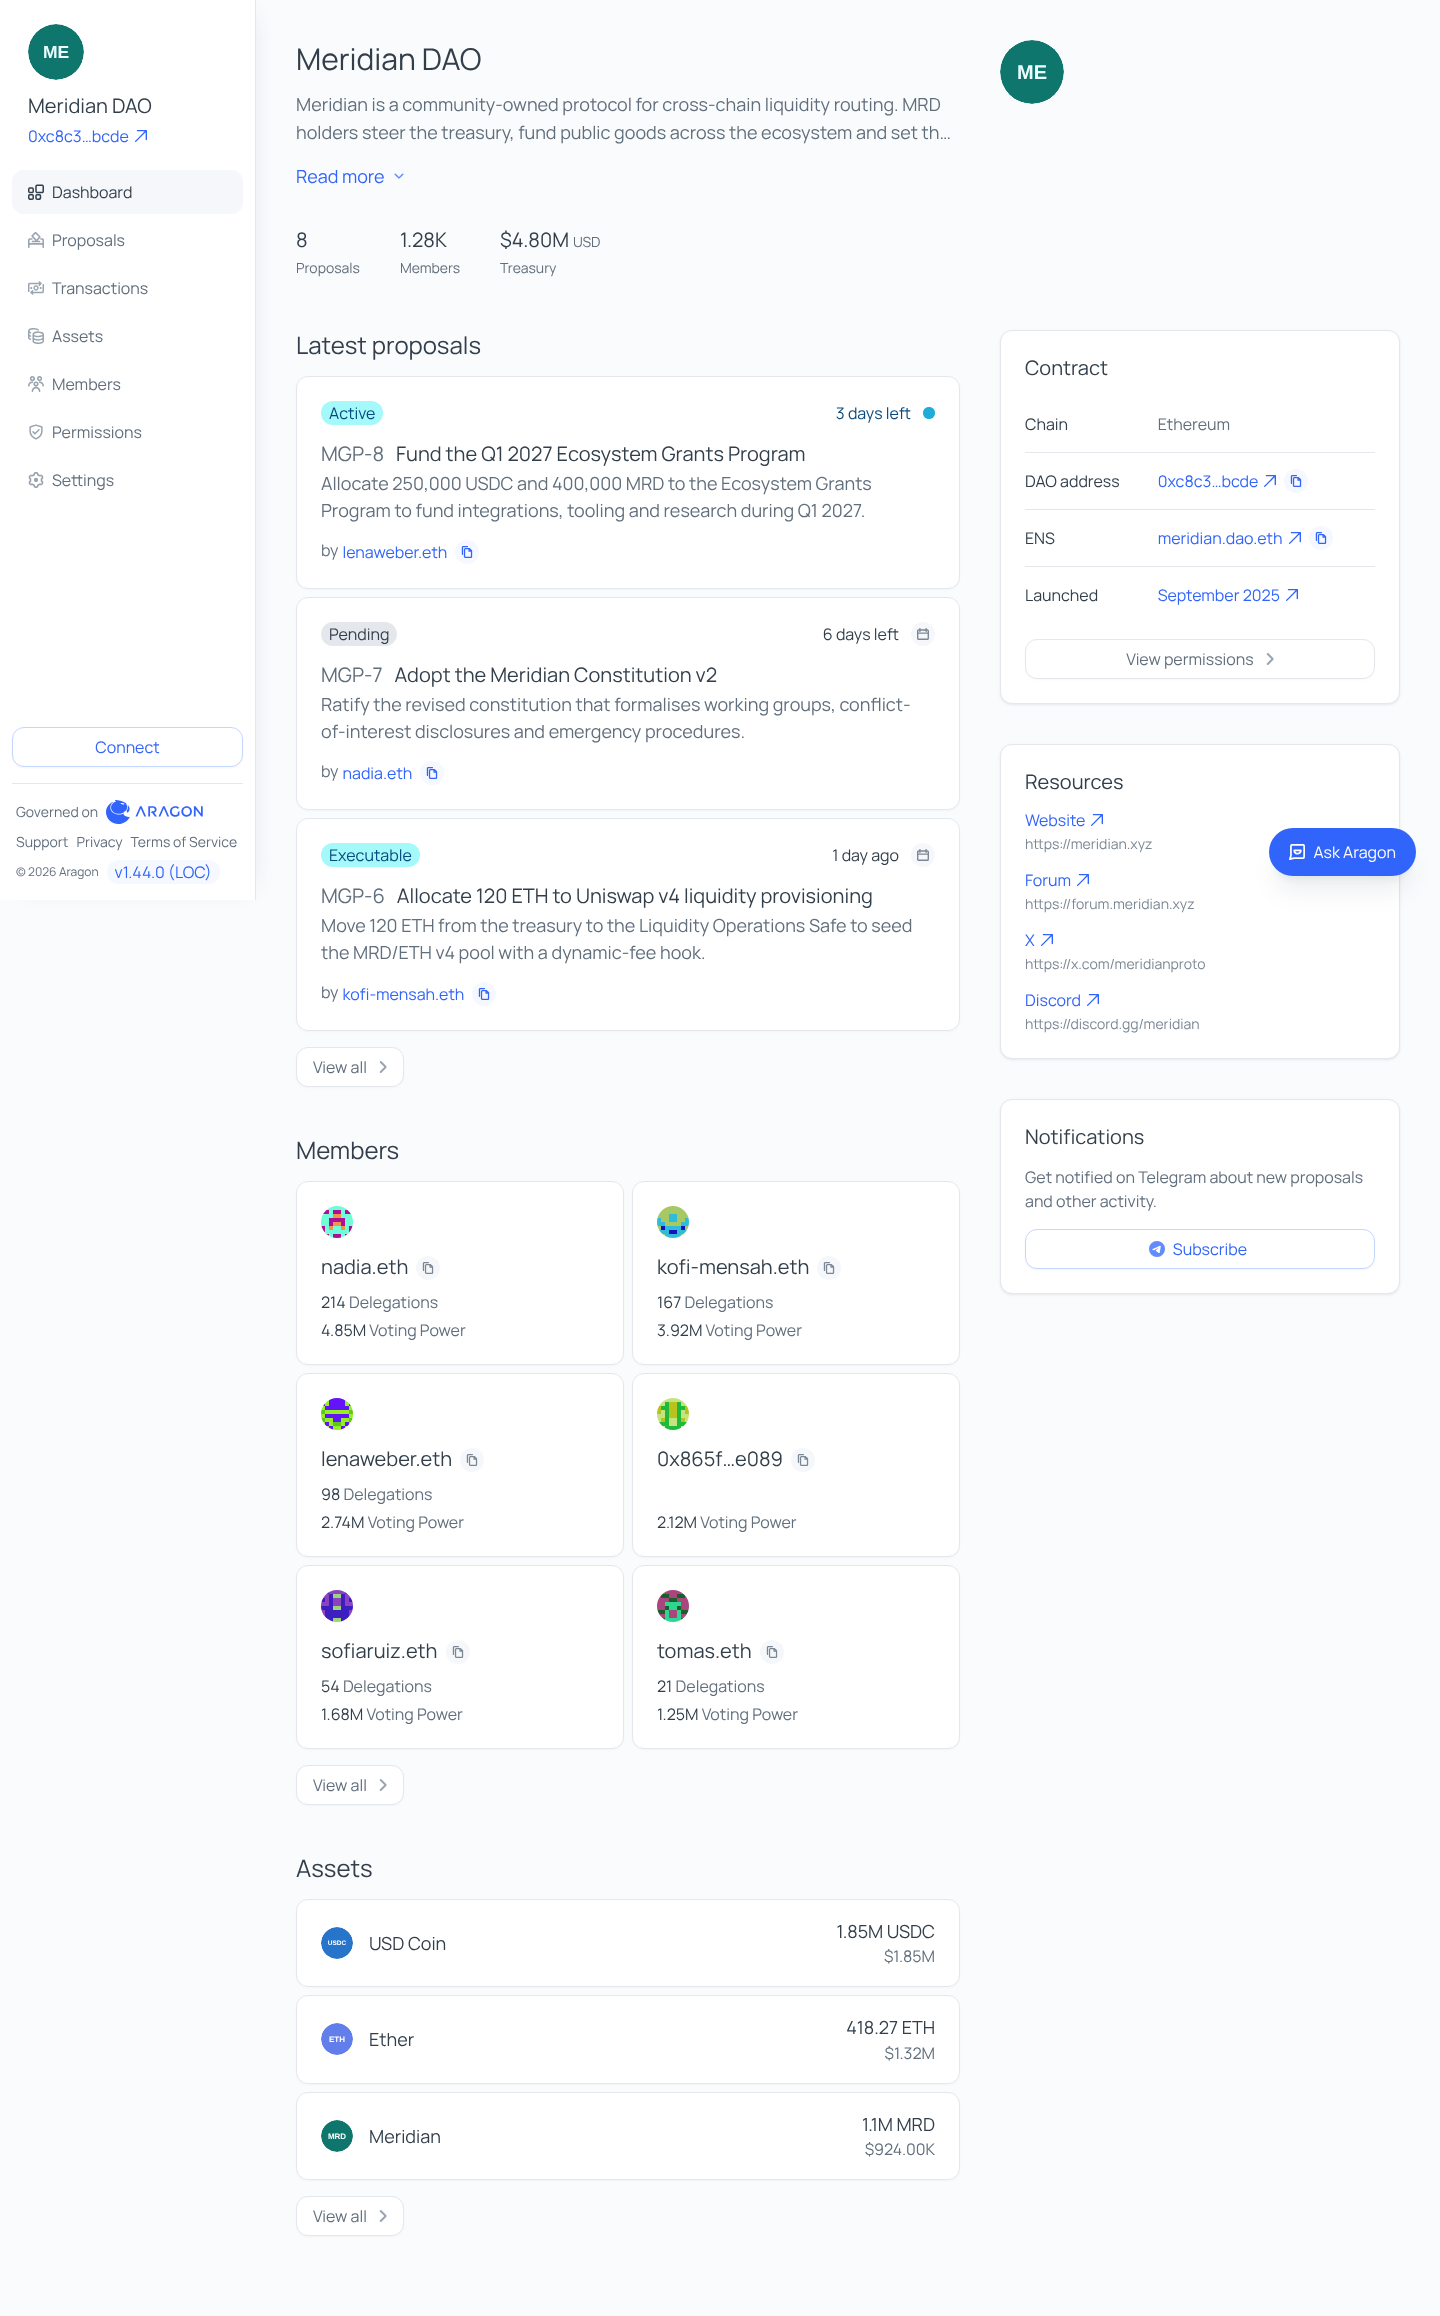 ME
Meridian DAO
0xc8c3...bcde
Dashboard
Proposals
Transactions
Assets
Members
Permissions
Settings
Connect
Governed on ARAGON
Support Privacy Terms of Service
© 2026 Aragon v1.44.0 (LOC)
Meridian DAO
Meridian is a community-owned protocol for cross-chain liquidity routing. MRD
holders steer the treasury, fund public goods across the ecosystem and set th...
Read more
8 1.28K $4.80M USD
Proposals Members Treasury
ME
Latest proposals
Active 3 days left
MGP-8 Fund the Q1 2027 Ecosystem Grants Program
Allocate 250,000 USDC and 400,000 MRD to the Ecosystem Grants
Program to fund integrations, tooling and research during Q1 2027.
by lenaweber.eth
Pending 6 days left
MGP-7 Adopt the Meridian Constitution v2
Ratify the revised constitution that formalises working groups, conflict-
of-interest disclosures and emergency procedures.
by nadia.eth
Executable 1 day ago
MGP-6 Allocate 120 ETH to Uniswap v4 liquidity provisioning
Move 120 ETH from the treasury to the Liquidity Operations Safe to seed
the MRD/ETH v4 pool with a dynamic-fee hook.
by kofi-mensah.eth
View all
Members
nadia.eth
214 Delegations
4.85M Voting Power
kofi-mensah.eth
167 Delegations
3.92M Voting Power
lenaweber.eth
98 Delegations
2.74M Voting Power
0x865f...e089
2.12M Voting Power
sofiaruiz.eth
54 Delegations
1.68M Voting Power
tomas.eth
21 Delegations
1.25M Voting Power
View all
Assets
USDC USD Coin 1.85M USDC
$1.85M
ETH Ether 418.27 ETH
$1.32M
MRD Meridian 1.1M MRD
$924.00K
View all
Contract
Chain Ethereum
DAO address 0xc8c3...bcde
ENS meridian.dao.eth
Launched September 2025
View permissions
Resources
Website
https://meridian.xyz
Forum
https://forum.meridian.xyz
X
https://x.com/meridianproto
Discord
https://discord.gg/meridian
Ask Aragon
Notifications
Get notified on Telegram about new proposals
and other activity.
Subscribe